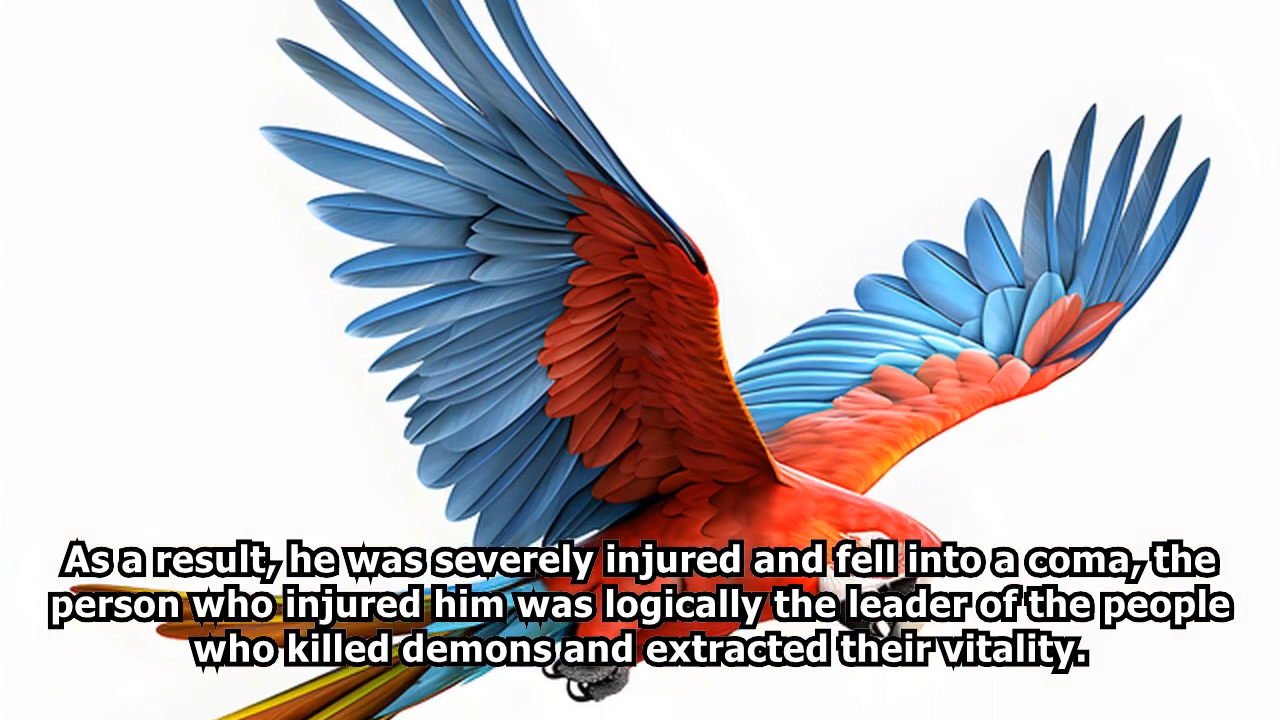 As a result, he was severely injured and fell into a coma, the
person who injured him was logically the leader of the people
who killed demons and extracted their vitality.